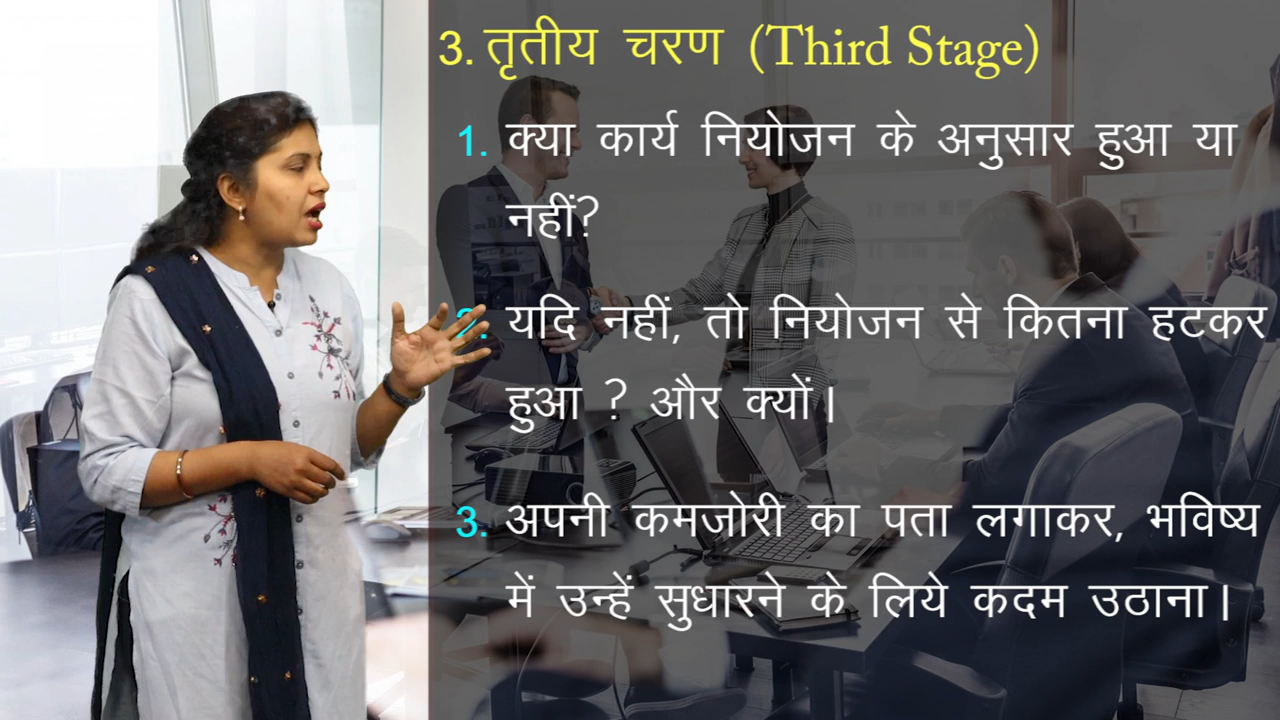 3. तृतीय चरण (Third Stage)
1. क्या कार्य नियोजन के अनुसार हुआ या
नहीं?
2. यदि नहीं, तो नियोजन से कितना हटकर
हुआ ? और क्यों।
3. अपनी कमजोरी का पता लगाकर, भविष्य
में उन्हें सुधारने के लिये कदम उठाना।